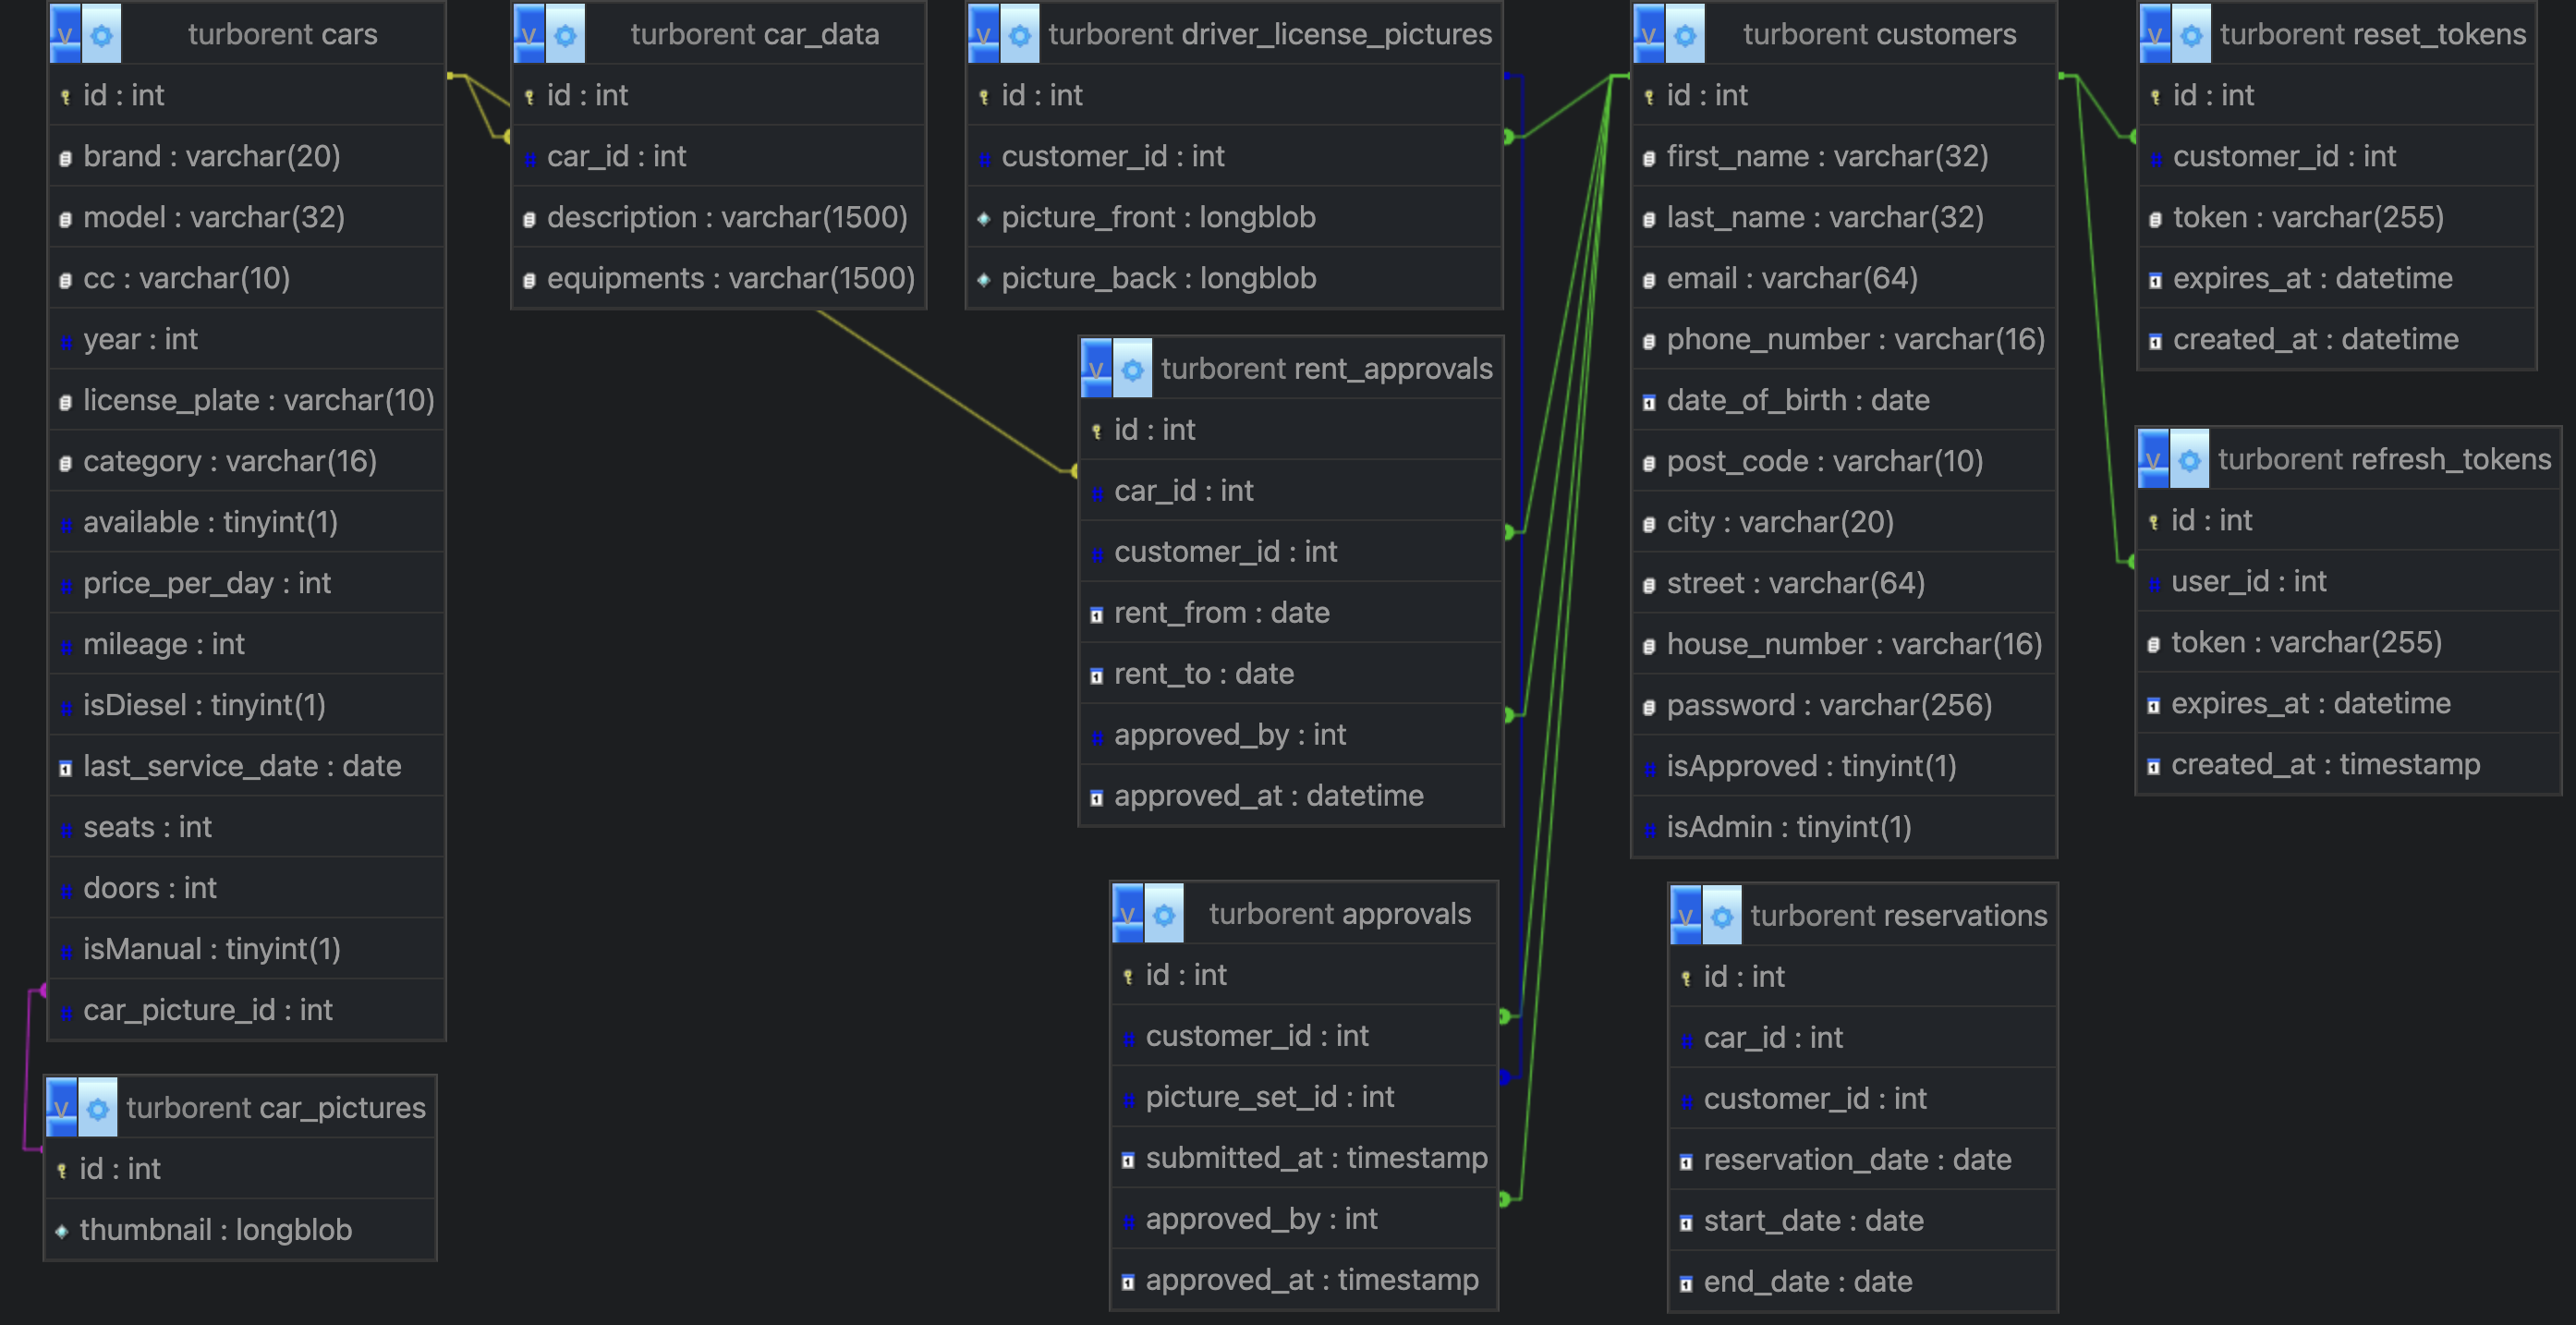 v turborent cars
id : int
brand : varchar(20)
model : varchar(32)
cc : varchar(10)
year : int
license_plate : varchar(10)
category : varchar(16)
available : tinyint(1)
price_per_day : int
mileage : int
isDiesel : tinyint(1)
last_service_date : date
seats : int
doors : int
isManual : tinyint(1)
car_picture_id : int
v turborent car_pictures
id : int
thumbnail : longblob
v turborent car_data
id : int
car_id : int
description : varchar(1500)
equipments : varchar(1500)
v turborent driver_license_pictures
id : int
customer_id : int
picture_front : longblob
picture_back : longblob
v turborent rent_approvals
id : int
car_id : int
customer_id : int
rent_from : date
rent_to : date
approved_by : int
approved_at : datetime
v turborent approvals
id : int
customer_id : int
picture_set_id : int
submitted_at : timestamp
approved_by : int
approved_at : timestamp
v turborent customers
id : int
first_name : varchar(32)
last_name : varchar(32)
email : varchar(64)
phone_number : varchar(16)
date_of_birth : date
post_code : varchar(10)
city : varchar(20)
street : varchar(64)
house_number : varchar(16)
password : varchar(256)
isApproved : tinyint(1)
isAdmin : tinyint(1)
v turborent reservations
id : int
car_id : int
customer_id : int
reservation_date : date
start_date : date
end_date : date
v turborent reset_tokens
id : int
customer_id : int
token : varchar(255)
expires_at : datetime
created_at : datetime
v turborent refresh_tokens
id : int
user_id : int
token : varchar(255)
expires_at : datetime
created_at : timestamp